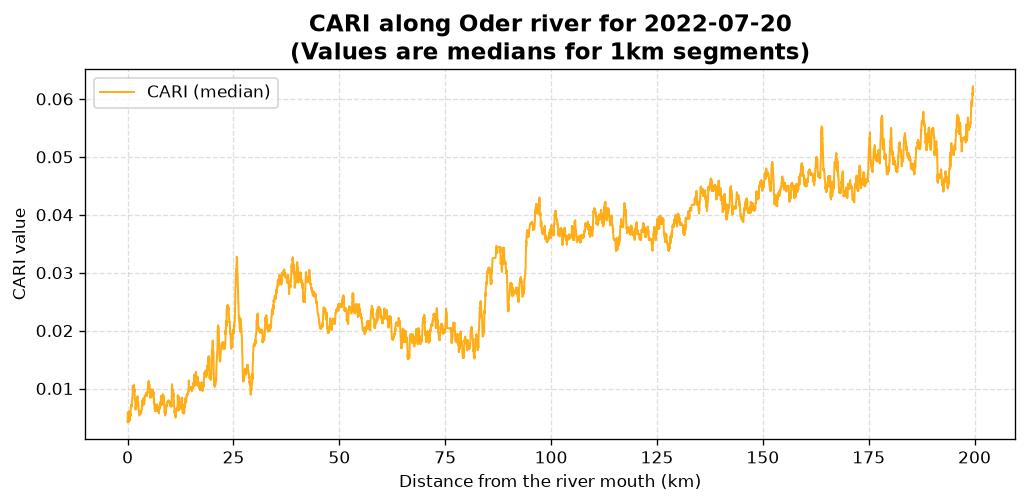 CARI along Oder river for 2022-07-20
(Values are medians for 1km segments)
CARI (median)
0.06
0.05
0.04
0.03
0.02
0.01
CARI value
0 25 50 75 100 125 150 175 200
Distance from the river mouth (km)